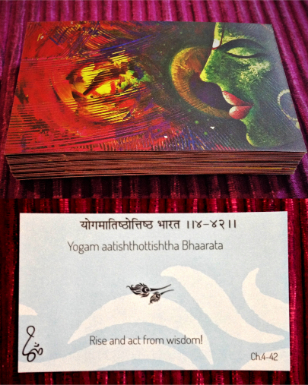 योगमातिष्ठोत्तिष्ठ भारत ।।४-४२।।
Yogam aatishthottishtha Bhaarata
Rise and act from wisdom!
Ch.4-42
ॐ